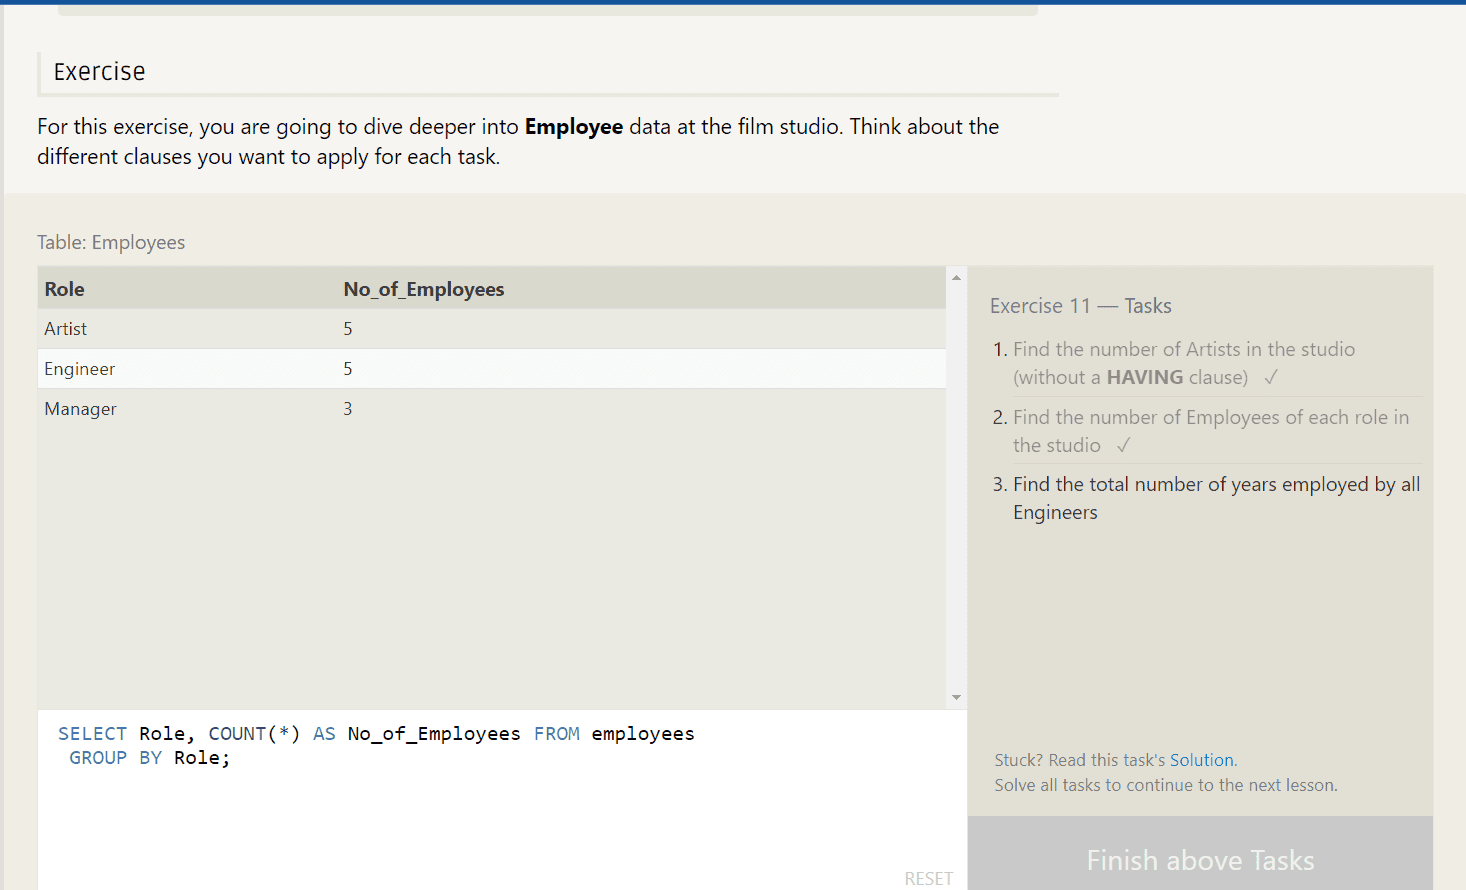 Exercise
For this exercise, you are going to dive deeper into Employee data at the film studio. Think about the
different clauses you want to apply for each task.
Table: Employees
Role No_of_Employees
Artist 5
Engineer 5
Manager 3
SELECT Role, COUNT(*) AS No_of_Employees FROM employees
GROUP BY Role;
RESET
Exercise 11 — Tasks
1. Find the number of Artists in the studio
(without a HAVING clause) ✓
2. Find the number of Employees of each role in
the studio ✓
3. Find the total number of years employed by all
Engineers
Stuck? Read this task's Solution.
Solve all tasks to continue to the next lesson.
Finish above Tasks